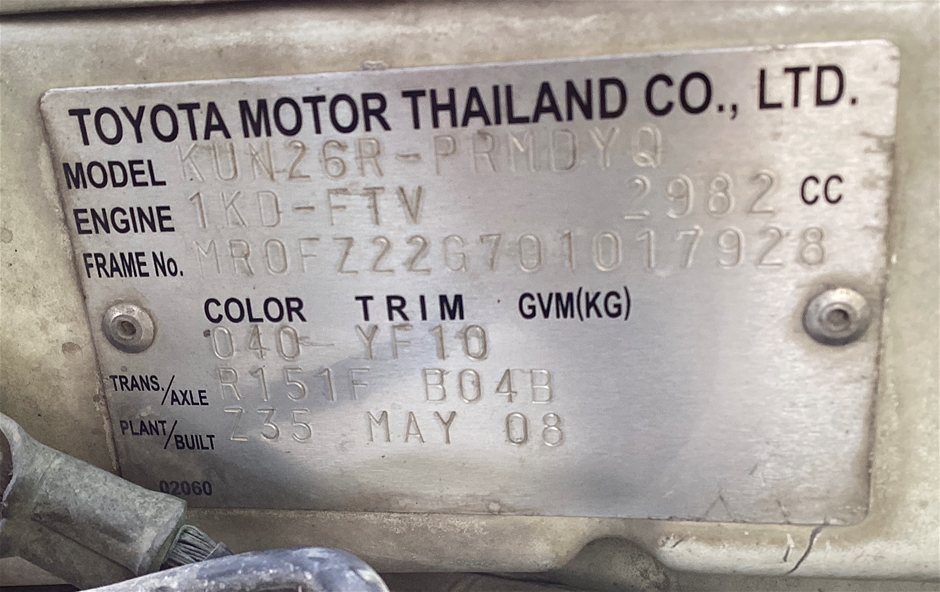 TOYOTA MOTOR THAILAND CO., LTD.
MODEL KUN26R-PRMDYQ
ENGINE 1KD-FTV 2982 CC
FRAME No. MR0FZ22G701017928
COLOR TRIM GVM(KG)
040- YF10
TRANS./AXLE R151F B04B
PLANT/BUILT Z35 MAY 08
02060